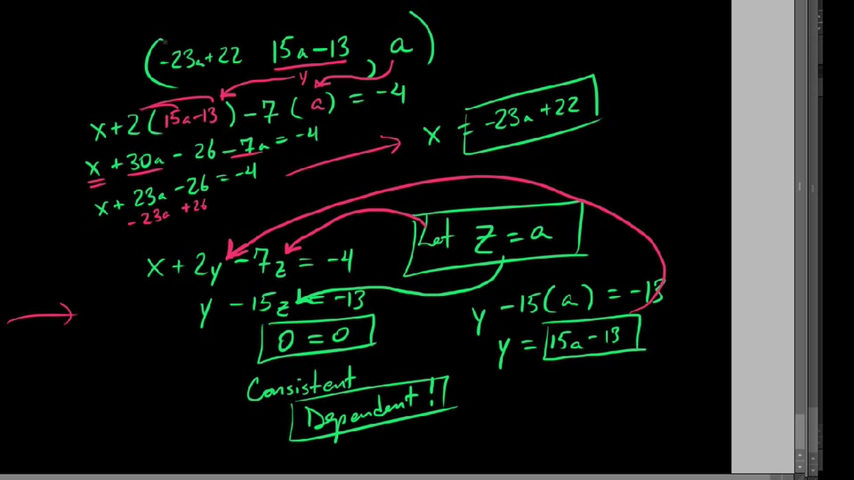 (-23a+22 15a-13, a)
y
x+2(15a-13)-7(a) = -4
x = -23a+22
x+30a-26-7a=-4
x+23a-26=-4
-23a +26
x+2y-7z=-4
Let z=a
y-15z=-13
y-15(a)=-13
0=0
y=15a-13
Consistent
Dependent!!